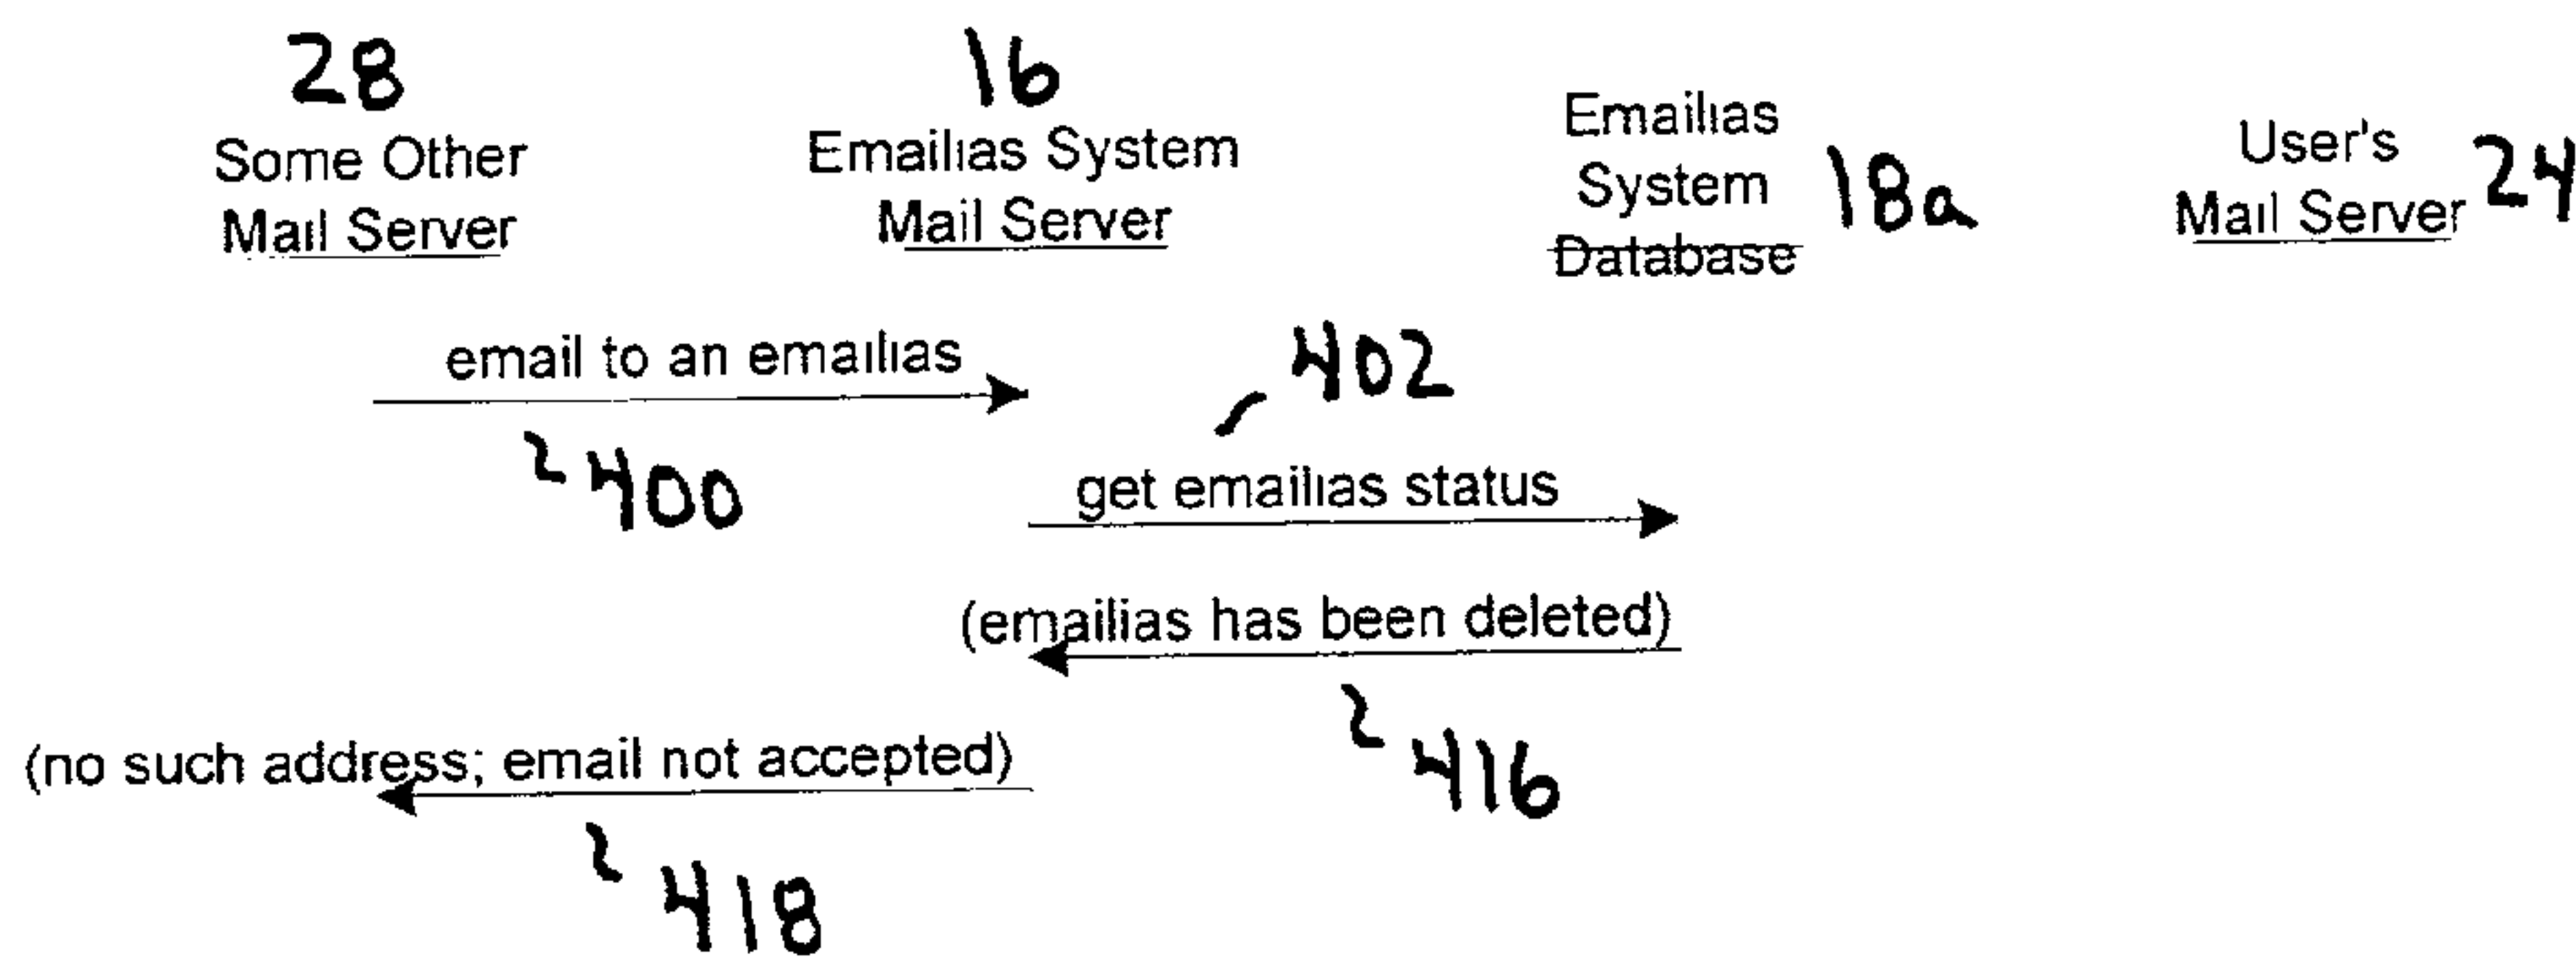 28
Some Other
Mail Server
16
Emailias System
Mail Server
Emailias
System
Database
18a
User's
Mail Server
24
email to an emailias
400
402
get emailias status
(emailias has been deleted)
416
(no such address; email not accepted)
418